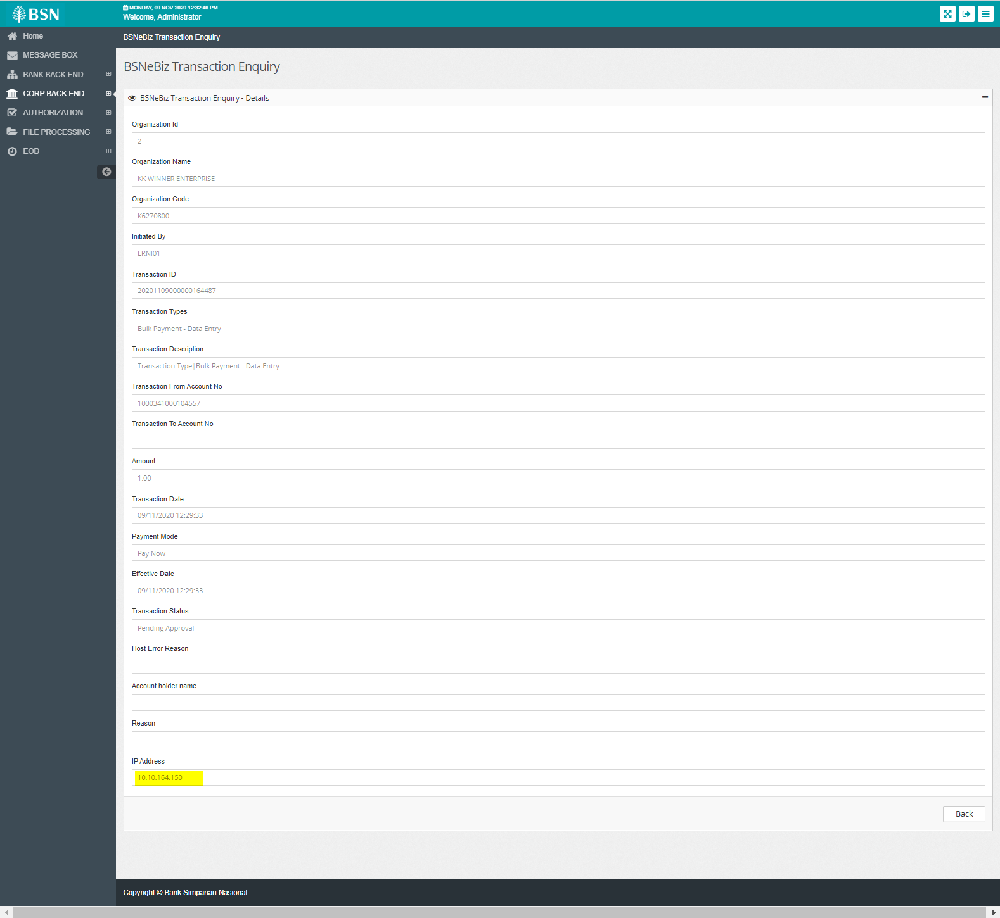 BSN
MONDAY, 09 NOV 2020 12:32:46 PM
Welcome, Administrator
Home
MESSAGE BOX
BANK BACK END
CORP BACK END
AUTHORIZATION
FILE PROCESSING
EOD
BSNeBiz Transaction Enquiry
BSNeBiz Transaction Enquiry
BSNeBiz Transaction Enquiry - Details
Organization Id
2
Organization Name
KK WINNER ENTERPRISE
Organization Code
K6270800
Initiated By
ERNI01
Transaction ID
20201109000000164487
Transaction Types
Bulk Payment - Data Entry
Transaction Description
Transaction Type|Bulk Payment - Data Entry
Transaction From Account No
1000341000104557
Transaction To Account No
Amount
1.00
Transaction Date
09/11/2020 12:29:33
Payment Mode
Pay Now
Effective Date
09/11/2020 12:29:33
Transaction Status
Pending Approval
Host Error Reason
Account holder name
Reason
IP Address
10.10.164.150
Back
Copyright © Bank Simpanan Nasional